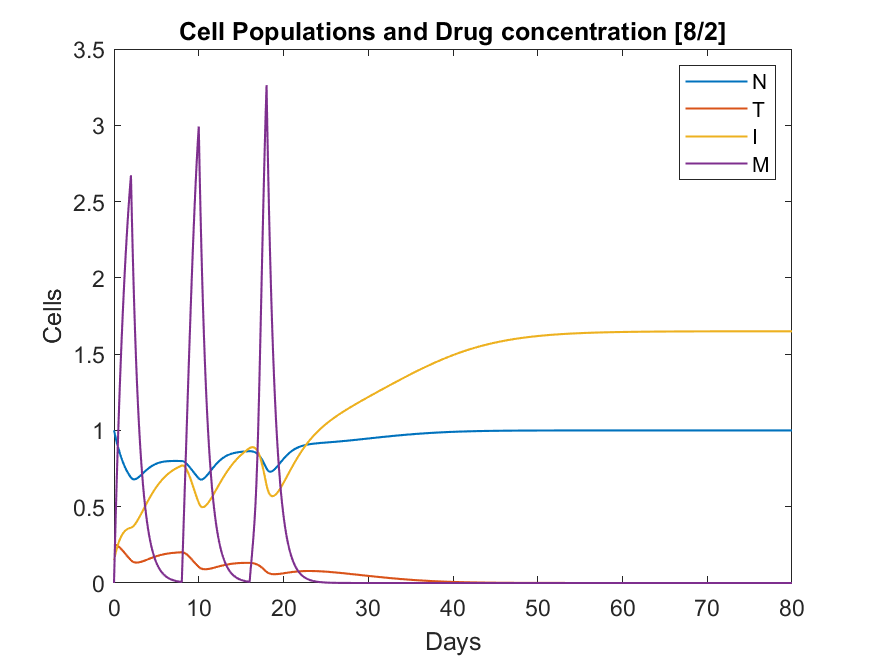 Cell Populations and Drug concentration [8/2]
3.5
3
2.5
2
1.5
1
0.5
0
Cells
N
T
I
M
0 10 20 30 40 50 60 70 80
Days